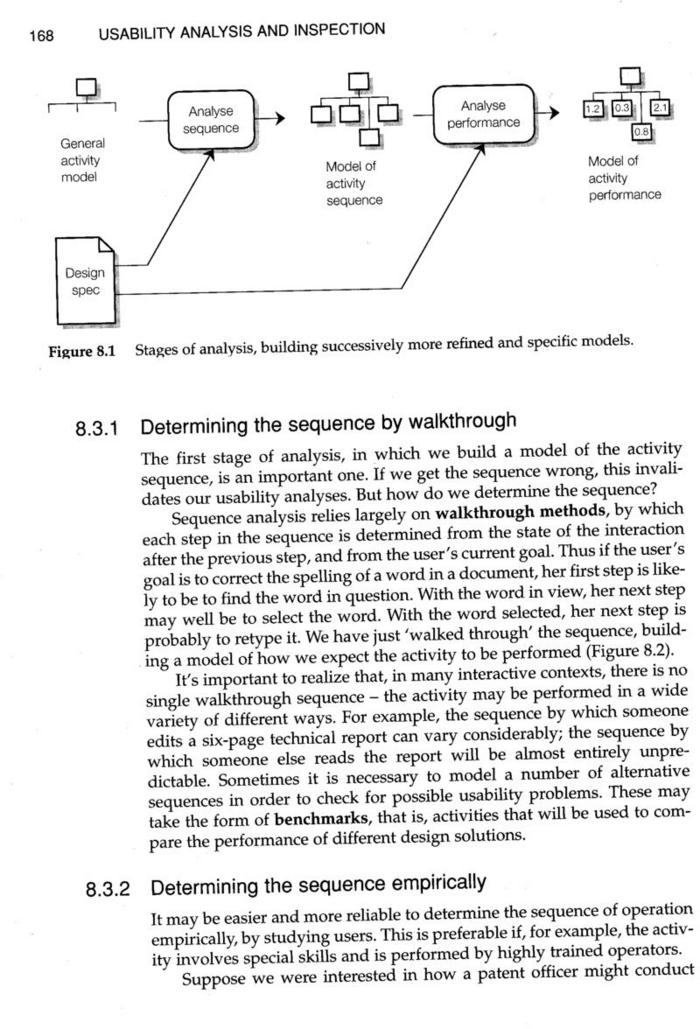 168 USABILITY ANALYSIS AND INSPECTION
General
activity
model
Analyse
sequence
Model of
activity
sequence
Analyse
performance
1.2 0.3 2.1
0.8
Model of
activity
performance
Design
spec
Figure 8.1 Stages of analysis, building successively more refined and specific models.
8.3.1 Determining the sequence by walkthrough
The first stage of analysis, in which we build a model of the activity
sequence, is an important one. If we get the sequence wrong, this invali-
dates our usability analyses. But how do we determine the sequence?
Sequence analysis relies largely on walkthrough methods, by which
each step in the sequence is determined from the state of the interaction
after the previous step, and from the user's current goal. Thus if the user's
goal is to correct the spelling of a word in a document, her first step is like-
ly to be to find the word in question. With the word in view, her next step
may well be to select the word. With the word selected, her next step is
probably to retype it. We have just 'walked through' the sequence, build-
ing a model of how we expect the activity to be performed (Figure 8.2).
It's important to realize that, in many interactive contexts, there is no
single walkthrough sequence – the activity may be performed in a wide
variety of different ways. For example, the sequence by which someone
edits a six-page technical report can vary considerably; the sequence by
which someone else reads the report will be almost entirely unpre-
dictable. Sometimes it is necessary to model a number of alternative
sequences in order to check for possible usability problems. These may
take the form of benchmarks, that is, activities that will be used to com-
pare the performance of different design solutions.
8.3.2 Determining the sequence empirically
It may be easier and more reliable to determine the sequence of operation
empirically, by studying users. This is preferable if, for example, the activ-
ity involves special skills and is performed by highly trained operators.
Suppose we were interested in how a patent officer might conduct